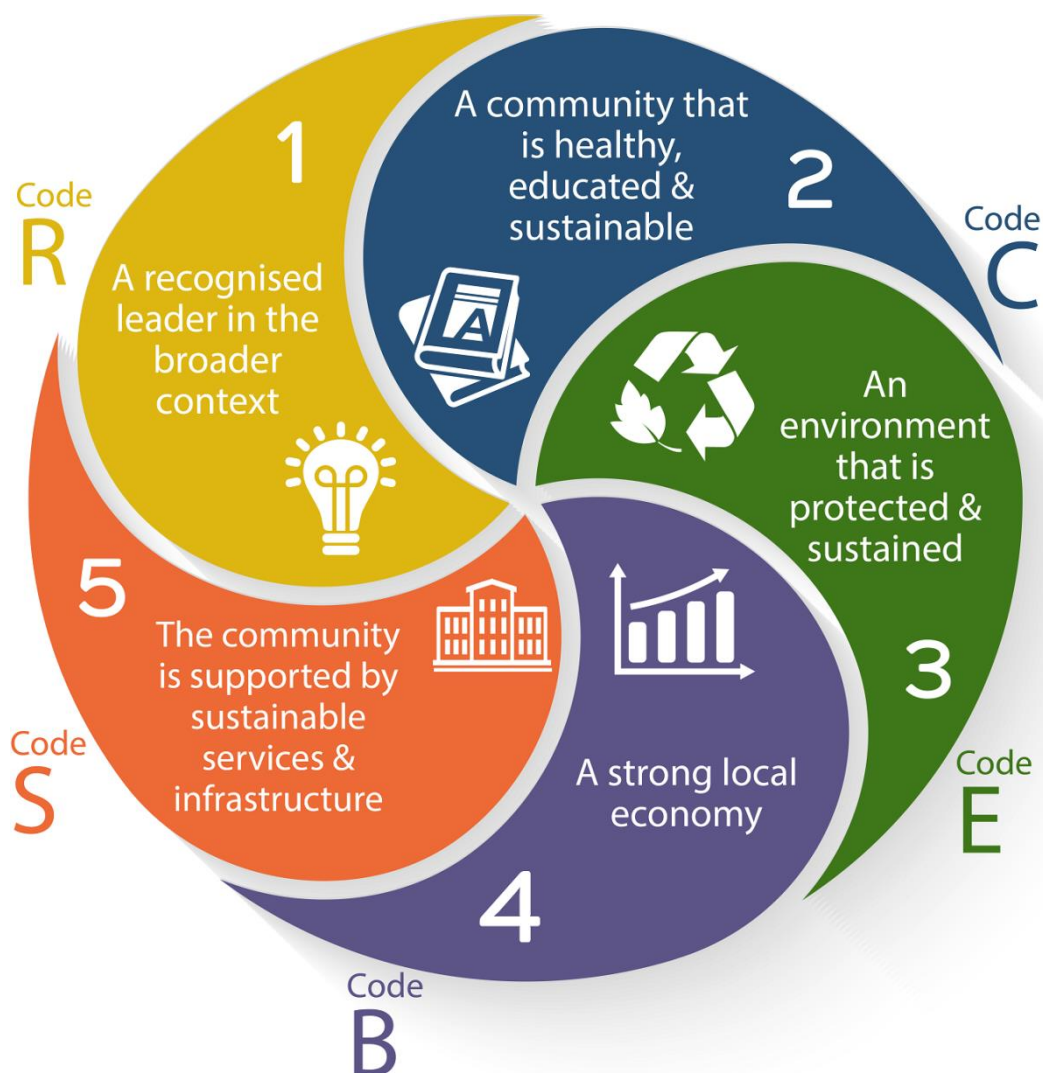 Code
R
1
A recognised
leader in the
broader
context
A community that
is healthy,
educated &
sustainable
2
Code
C
A
An
environment
that is
protected &
sustained
3
Code
E
A strong local
economy
4
Code
B
5
The community
is supported by
sustainable
services &
infrastructure
Code
S